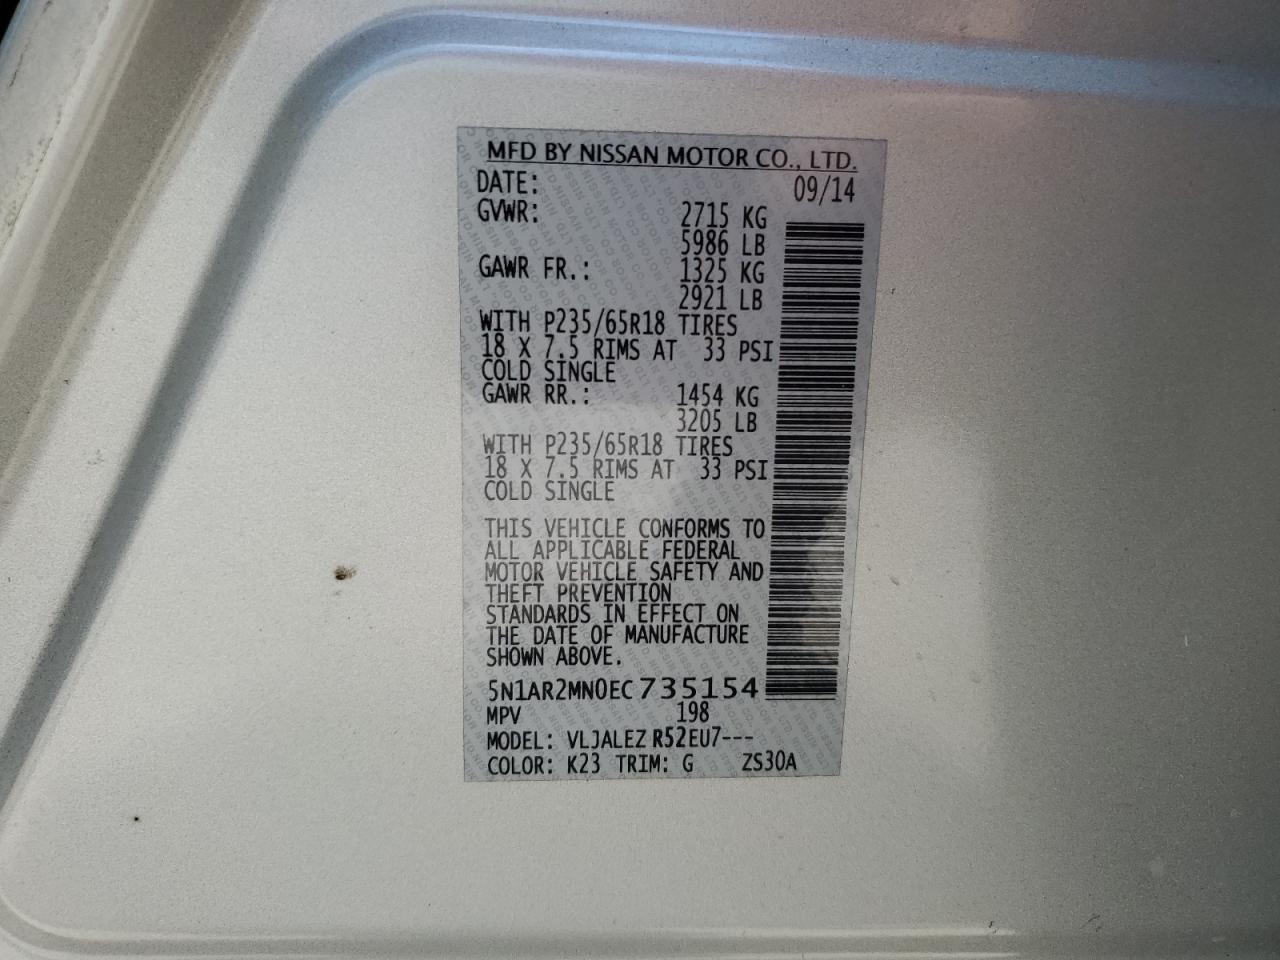 MFD BY NISSAN MOTOR CO., LTD.
DATE: 09/14
GVWR: 2715 KG
5986 LB
GAWR FR.: 1325 KG
2921 LB
WITH P235/65R18 TIRES
18 X 7.5 RIMS AT 33 PSI
COLD SINGLE
GAWR RR.: 1454 KG
3205 LB
WITH P235/65R18 TIRES
18 X 7.5 RIMS AT 33 PSI
COLD SINGLE
THIS VEHICLE CONFORMS TO
ALL APPLICABLE FEDERAL
MOTOR VEHICLE SAFETY AND
THEFT PREVENTION
STANDARDS IN EFFECT ON
THE DATE OF MANUFACTURE
SHOWN ABOVE.
5N1AR2MN0EC735154
MPV 198
MODEL: VLJALEZ R52EU7---
COLOR: K23 TRIM: G ZS30A